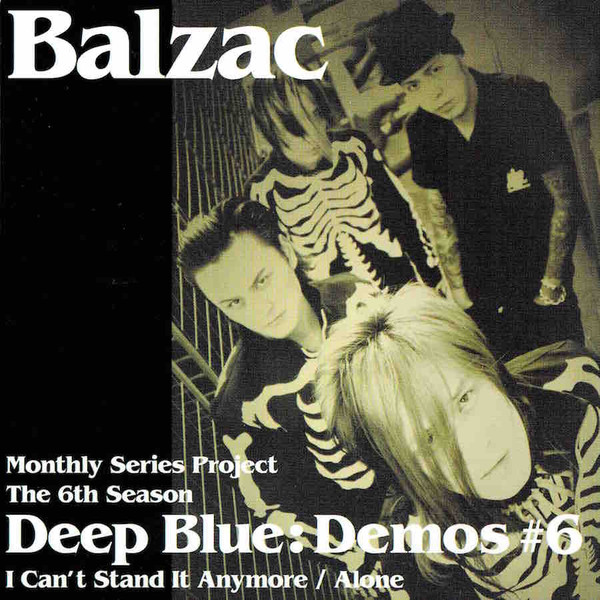 Balzac
Monthly Series Project
The 6th Season
Deep Blue: Demos #6
I Can't Stand It Anymore / Alone